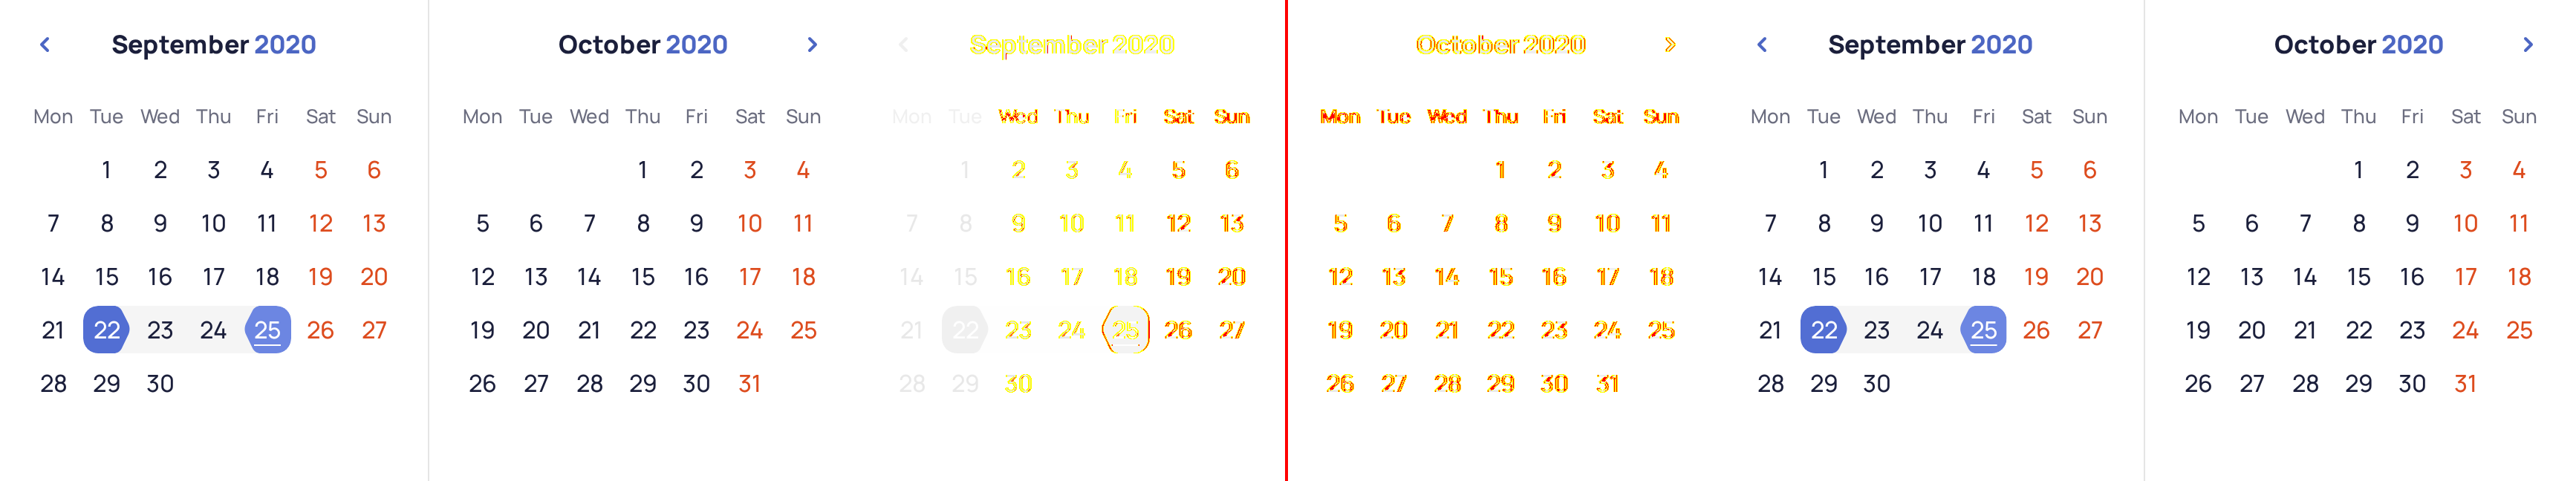 September 2020 October 2020 September 2020 October 2020 September 2020 October 2020
Mon Tue Wed Thu Fri Sat Sun Mon Tue Wed Thu Fri Sat Sun Mon Tue Wed Thu Fri Sat Sun Mon Tue Wed Thu Fri Sat Sun Mon Tue Wed Thu Fri Sat Sun Mon Tue Wed Thu Fri Sat Sun
1 2 3 4 5 6 1 2 3 4 1 2 3 4 5 6 1 2 3 4 1 2 3 4 5 6 1 2 3 4
7 8 9 10 11 12 13 5 6 7 8 9 10 11 7 8 9 10 11 12 13 5 6 7 8 9 10 11 7 8 9 10 11 12 13 5 6 7 8 9 10 11
14 15 16 17 18 19 20 12 13 14 15 16 17 18 14 15 16 17 18 19 20 12 13 14 15 16 17 18 14 15 16 17 18 19 20 12 13 14 15 16 17 18
21 22 23 24 25 26 27 19 20 21 22 23 24 25 21 22 23 24 25 26 27 19 20 21 22 23 24 25 21 22 23 24 25 26 27 19 20 21 22 23 24 25
28 29 30 26 27 28 29 30 31 28 29 30 26 27 28 29 30 31 28 29 30 26 27 28 29 30 31